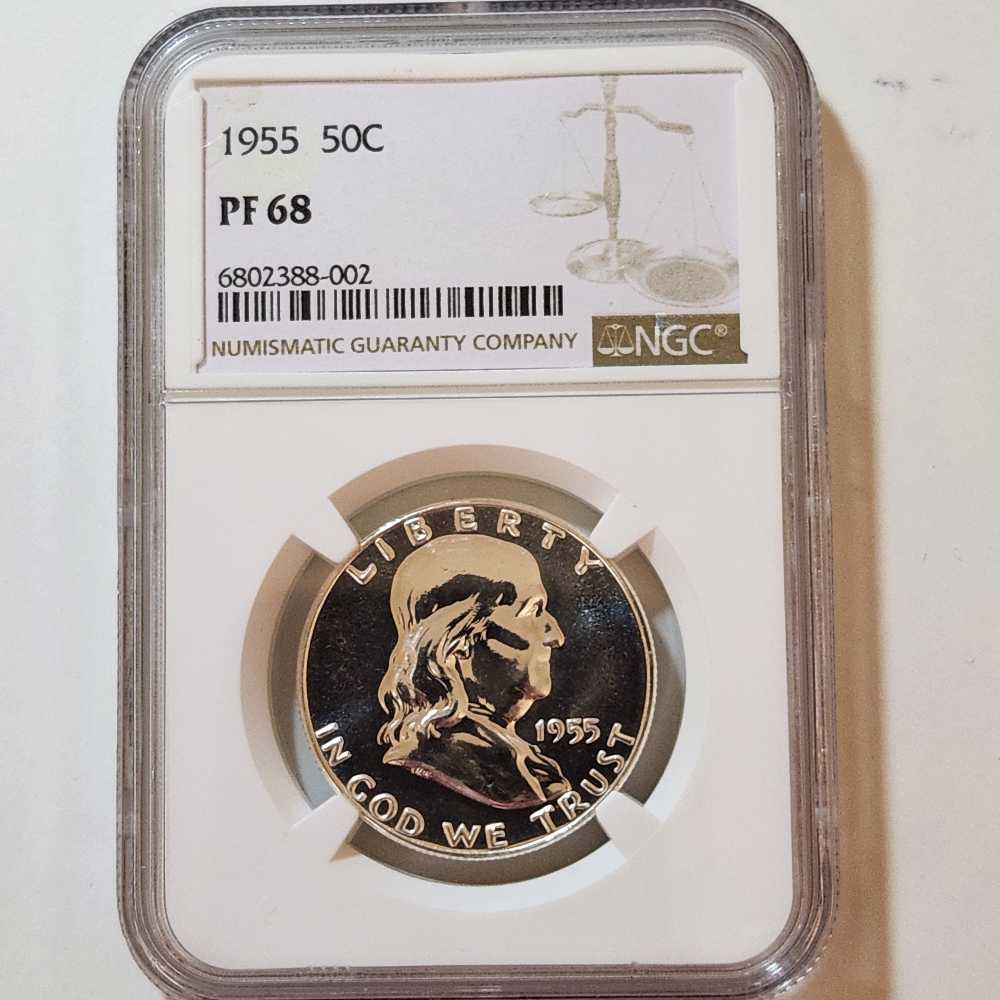 1955 50C
PF 68
6802388-002
NUMISMATIC GUARANTY COMPANY
NGC®
LIBERTY
1955
IN GOD WE TRUST